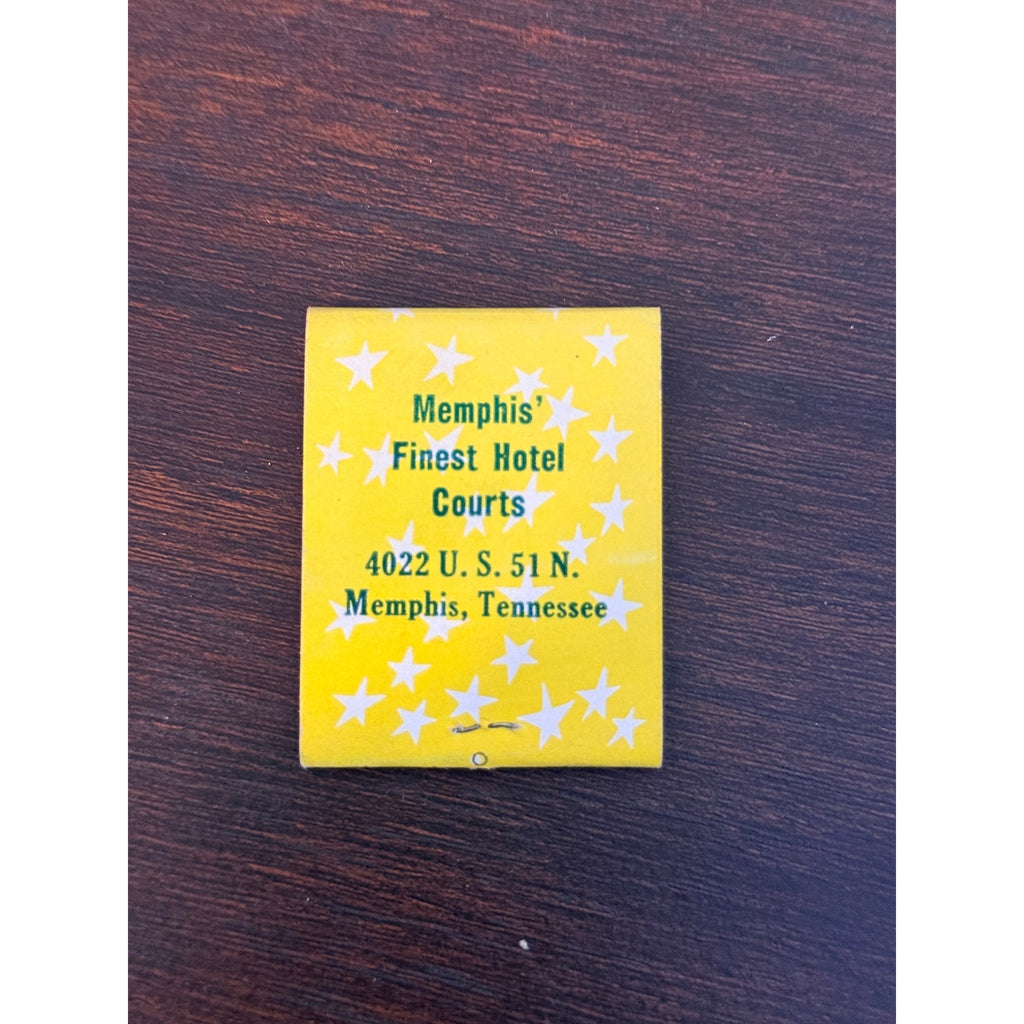 Memphis'
Finest Hotel
Courts
4022 U. S. 51 N.
Memphis, Tennessee